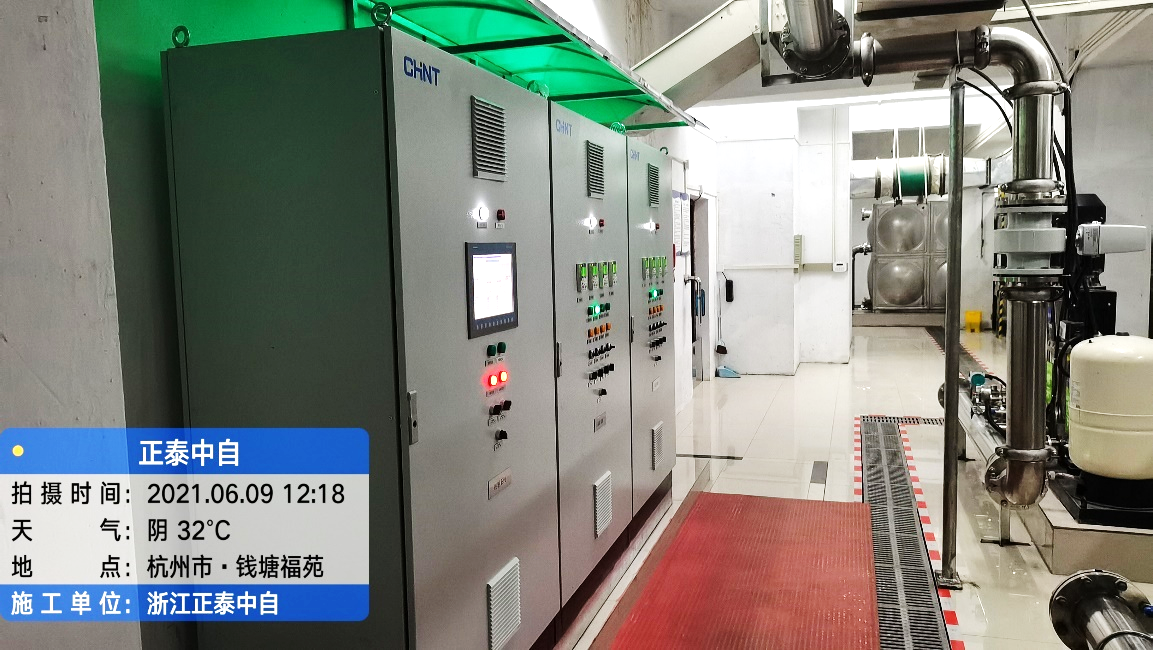 CHNT
CHNT
CHNT
正泰中自
拍摄时间：2021.06.09 12:18
天气：阴 32℃
地点：杭州市·钱塘福苑
施工单位：浙江正泰中自